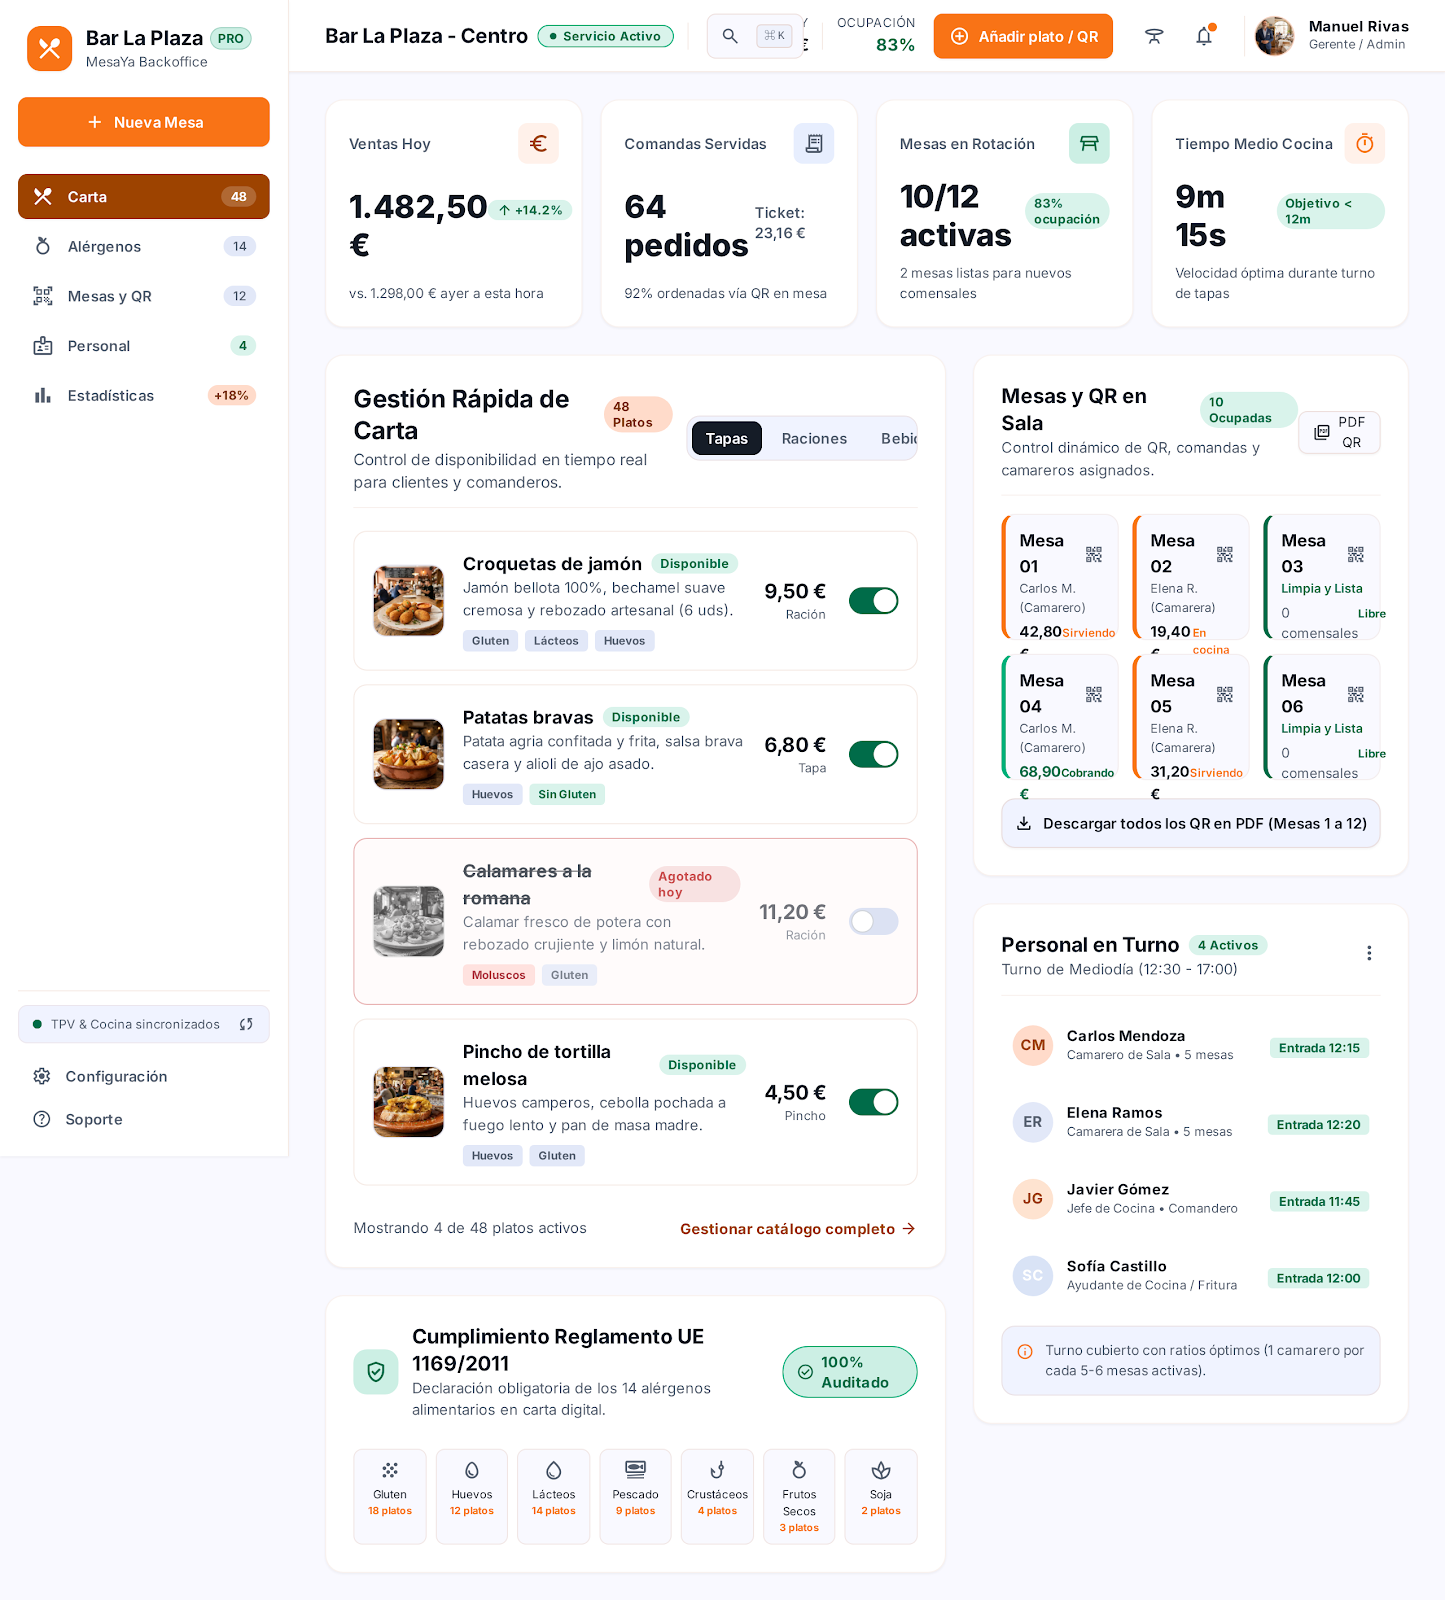 Bar La Plaza PRO
MesaYa Backoffice
Nueva Mesa
Carta 48
Alérgenos 14
Mesas y QR 12
Personal 4
Estadísticas +18%
TPV & Cocina sincronizados
Configuración
Soporte
Bar La Plaza - Centro
Servicio Activo
⌘K
Y
€
OCUPACIÓN
83%
Añadir plato / QR
Manuel Rivas
Gerente / Admin
Ventas Hoy
€
1.482,50
€
+14.2%
vs. 1.298,00 € ayer a esta hora
Comandas Servidas
64
pedidos
Ticket:
23,16 €
92% ordenadas vía QR en mesa
Mesas en Rotación
10/12
activas
83%
ocupación
2 mesas listas para nuevos
comensales
Tiempo Medio Cocina
9m
15s
Objetivo <
12m
Velocidad óptima durante turno
de tapas
Gestión Rápida de
Carta
48
Platos
Control de disponibilidad en tiempo real
para clientes y comanderos.
Tapas
Raciones
Bebic
Croquetas de jamón Disponible
Jamón bellota 100%, bechamel suave
cremosa y rebozado artesanal (6 uds).
Gluten Lácteos Huevos
9,50 €
Ración
Patatas bravas Disponible
Patata agria confitada y frita, salsa brava
casera y alioli de ajo asado.
Huevos Sin Gluten
6,80 €
Tapa
Calamares a la
romana
Agotado
hoy
Calamar fresco de potera con
rebozado crujiente y limón natural.
Moluscos Gluten
11,20 €
Ración
Pincho de tortilla
melosa
Disponible
Huevos camperos, cebolla pochada a
fuego lento y pan de masa madre.
Huevos Gluten
4,50 €
Pincho
Mostrando 4 de 48 platos activos
Gestionar catálogo completo →
Cumplimiento Reglamento UE
1169/2011
Declaración obligatoria de los 14 alérgenos
alimentarios en carta digital.
100%
Auditado
Gluten
18 platos
Huevos
12 platos
Lácteos
14 platos
Pescado
9 platos
Crustáceos
4 platos
Frutos
Secos
3 platos
Soja
2 platos
Mesas y QR en
Sala
10
Ocupadas
PDF
QR
Control dinámico de QR, comandas y
camareros asignados.
Mesa
01
Carlos M.
(Camarero)
42,80 Sirviendo
€
Mesa
02
Elena R.
(Camarera)
19,40 En
€ cocina
Mesa
03
Limpia y Lista
0 Libre
comensales
Mesa
04
Carlos M.
(Camarero)
68,90 Cobrando
€
Mesa
05
Elena R.
(Camarera)
31,20 Sirviendo
€
Mesa
06
Limpia y Lista
0 Libre
comensales
Descargar todos los QR en PDF (Mesas 1 a 12)
Personal en Turno 4 Activos
Turno de Mediodía (12:30 - 17:00)
CM
Carlos Mendoza
Camarero de Sala • 5 mesas
Entrada 12:15
ER
Elena Ramos
Camarera de Sala • 5 mesas
Entrada 12:20
JG
Javier Gómez
Jefe de Cocina • Comandero
Entrada 11:45
SC
Sofía Castillo
Ayudante de Cocina / Fritura
Entrada 12:00
Turno cubierto con ratios óptimos (1 camarero por
cada 5-6 mesas activas).